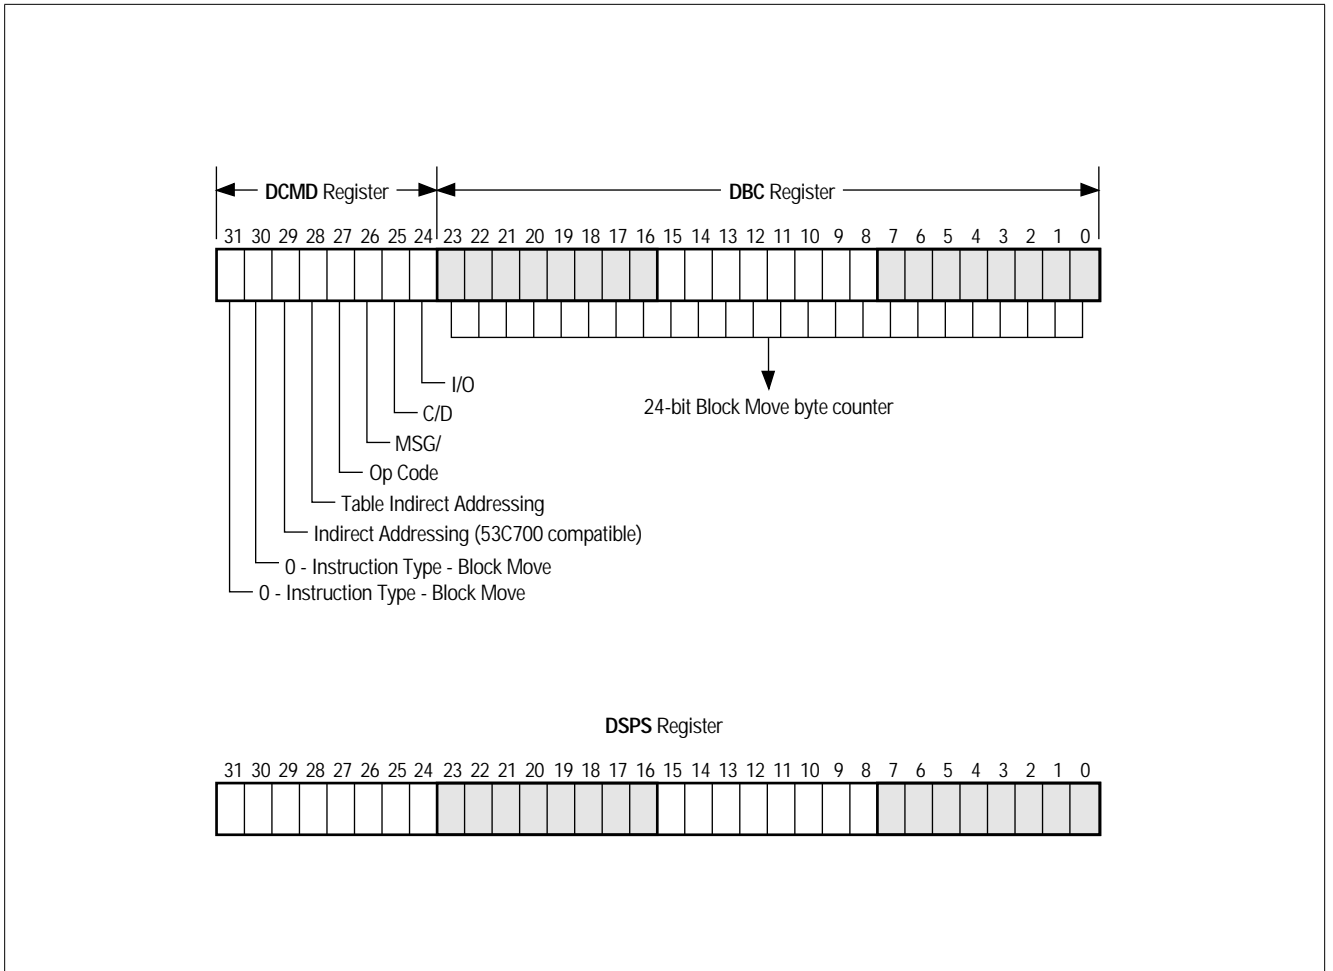 DCMD Register DBC Register
31 30 29 28 27 26 25 24 23 22 21 20 19 18 17 16 15 14 13 12 11 10 9 8 7 6 5 4 3 2 1 0
I/O
24-bit Block Move byte counter
C/D
MSG/
Op Code
Table Indirect Addressing
Indirect Addressing (53C700 compatible)
0 - Instruction Type - Block Move
0 - Instruction Type - Block Move
DSPS Register
31 30 29 28 27 26 25 24 23 22 21 20 19 18 17 16 15 14 13 12 11 10 9 8 7 6 5 4 3 2 1 0